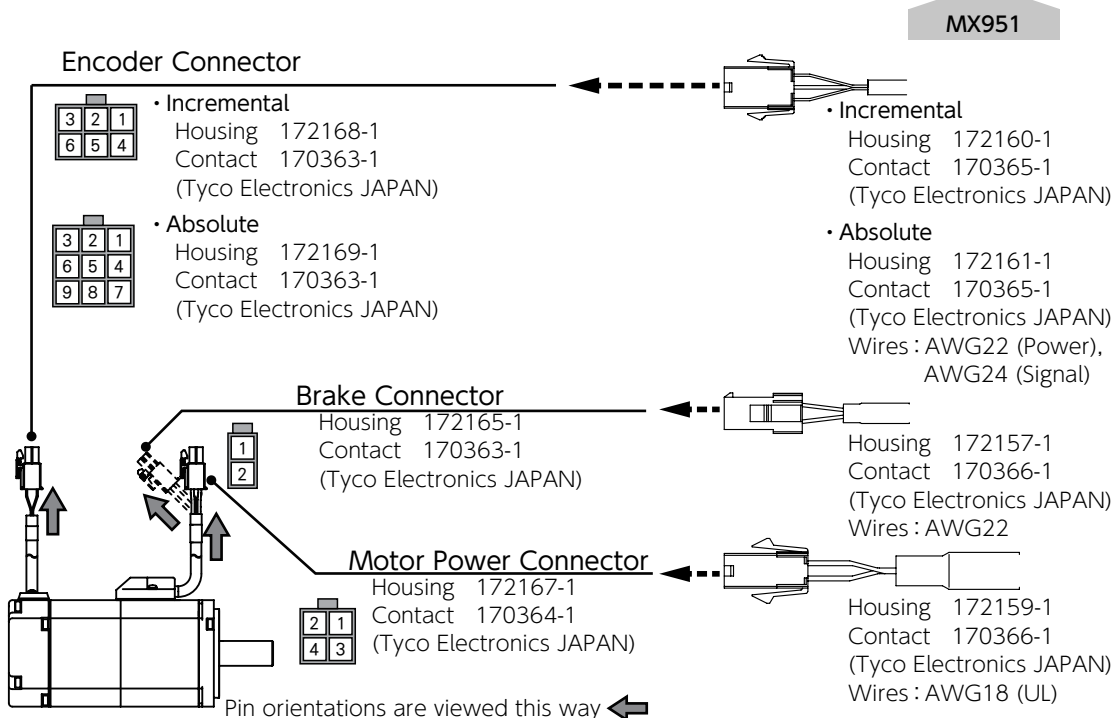 MX951
Encoder Connector
・Incremental
Housing 172168-1
Contact 170363-1
(Tyco Electronics JAPAN)
3 2 1
6 5 4
・Absolute
Housing 172169-1
Contact 170363-1
(Tyco Electronics JAPAN)
3 2 1
6 5 4
9 8 7
・Incremental
Housing 172160-1
Contact 170365-1
(Tyco Electronics JAPAN)
・Absolute
Housing 172161-1
Contact 170365-1
(Tyco Electronics JAPAN)
Wires : AWG22 (Power),
AWG24 (Signal)
Brake Connector
Housing 172165-1
Contact 170363-1
(Tyco Electronics JAPAN)
1
2
Housing 172157-1
Contact 170366-1
(Tyco Electronics JAPAN)
Wires : AWG22
Motor Power Connector
Housing 172167-1
Contact 170364-1
(Tyco Electronics JAPAN)
2 1
4 3
Housing 172159-1
Contact 170366-1
(Tyco Electronics JAPAN)
Wires : AWG18 (UL)
Pin orientations are viewed this way